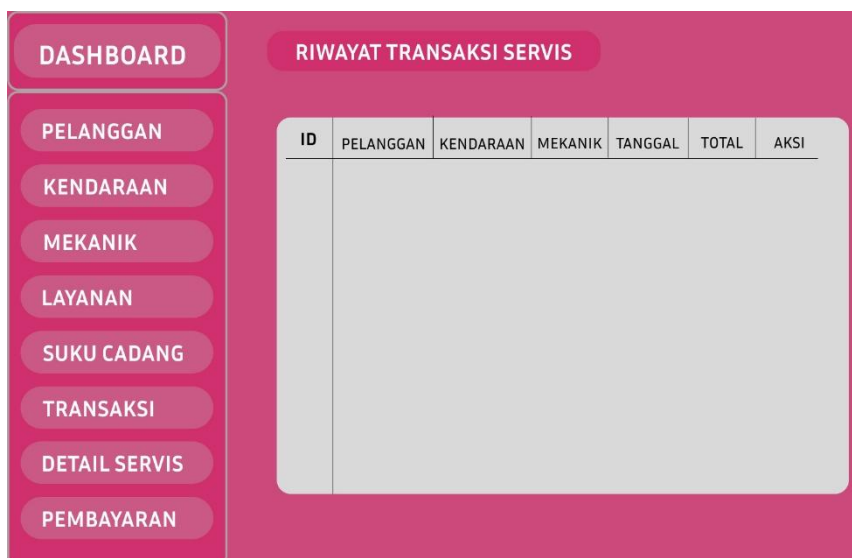 DASHBOARD
RIWAYAT TRANSAKSI SERVIS
PELANGGAN
KENDARAAN
MEKANIK
LAYANAN
SUKU CADANG
TRANSAKSI
DETAIL SERVIS
PEMBAYARAN
ID PELANGGAN KENDARAAN MEKANIK TANGGAL TOTAL AKSI